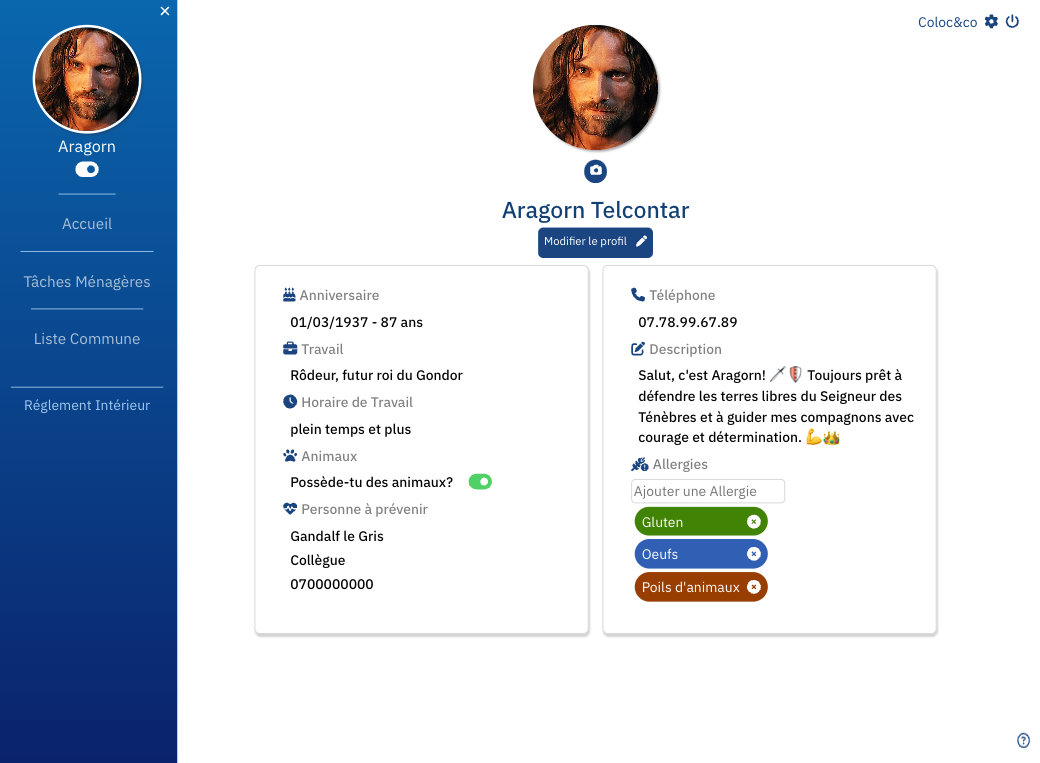 Coloc&co
Aragorn
Accueil
Tâches Ménagères
Liste Commune
Réglement Intérieur
Aragorn Telcontar
Modifier le profil
Anniversaire
01/03/1937 - 87 ans
Travail
Rôdeur, futur roi du Gondor
Horaire de Travail
plein temps et plus
Animaux
Possède-tu des animaux?
Personne à prévenir
Gandalf le Gris
Collègue
0700000000
Téléphone
07.78.99.67.89
Description
Salut, c'est Aragorn! 🗡️🛡️ Toujours prêt à
défendre les terres libres du Seigneur des
Ténèbres et à guider mes compagnons avec
courage et détermination. 💪👑
Allergies
Ajouter une Allergie
Gluten
Oeufs
Poils d'animaux